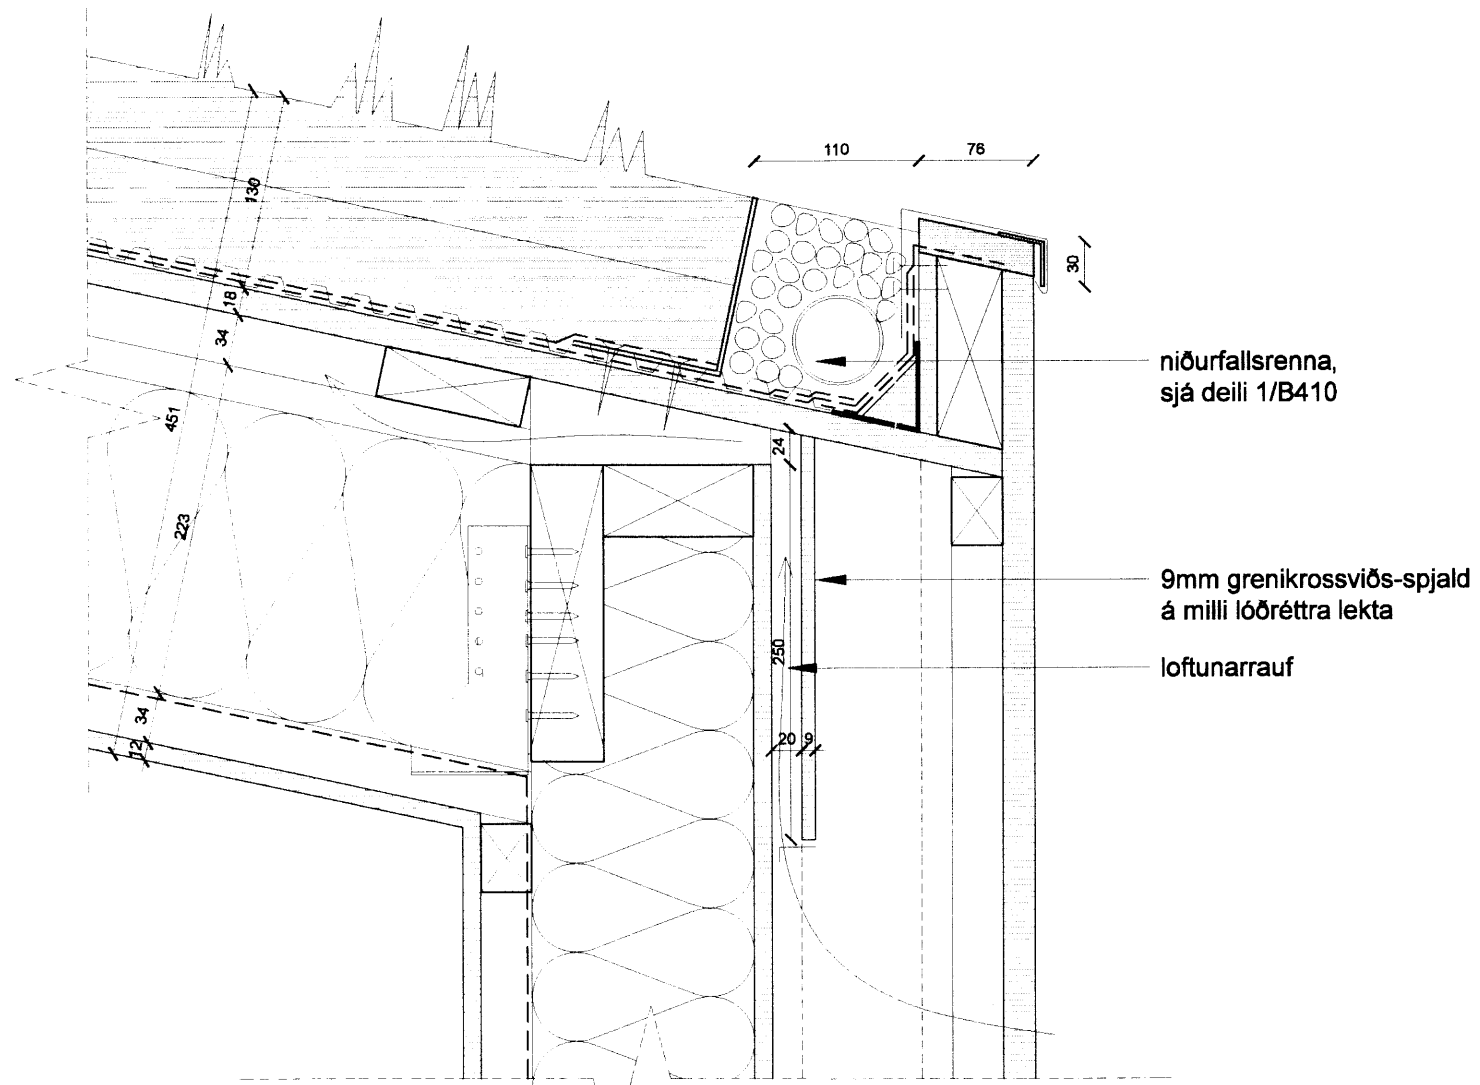 110
76
130
30
18
34
niðurfallsrenna,
sjá deili 1/B410
451
24
223
9mm grenikrossviðs-spjald
á milli lóðréttra lekta
250
loftunarrauf
34
20
9
12